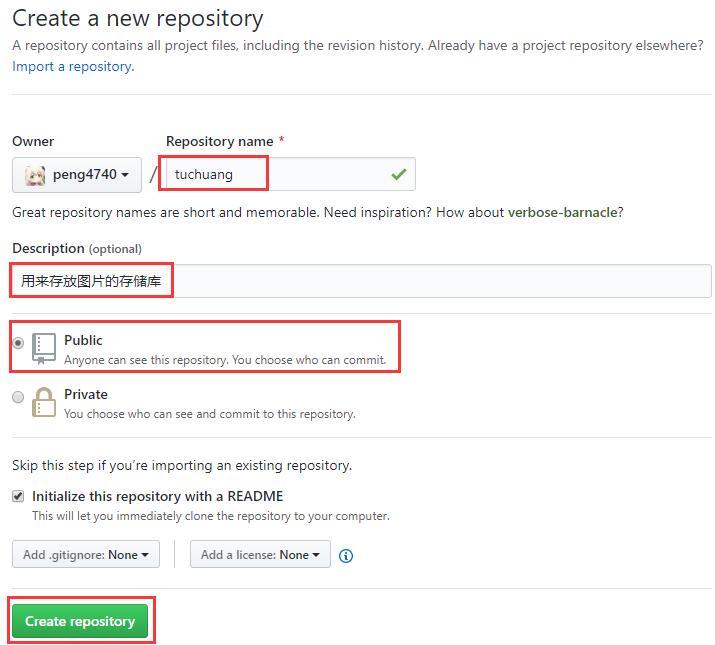 Create a new repository
A repository contains all project files, including the revision history. Already have a project repository elsewhere?
Import a repository.
Owner
Repository name *
peng4740 / tuchuang
Great repository names are short and memorable. Need inspiration? How about verbose-barnacle?
Description (optional)
用来存放图片的存储库
Public
Anyone can see this repository. You choose who can commit.
Private
You choose who can see and commit to this repository.
Skip this step if you’re importing an existing repository.
Initialize this repository with a README
This will let you immediately clone the repository to your computer.
Add .gitignore: None
Add a license: None
Create repository